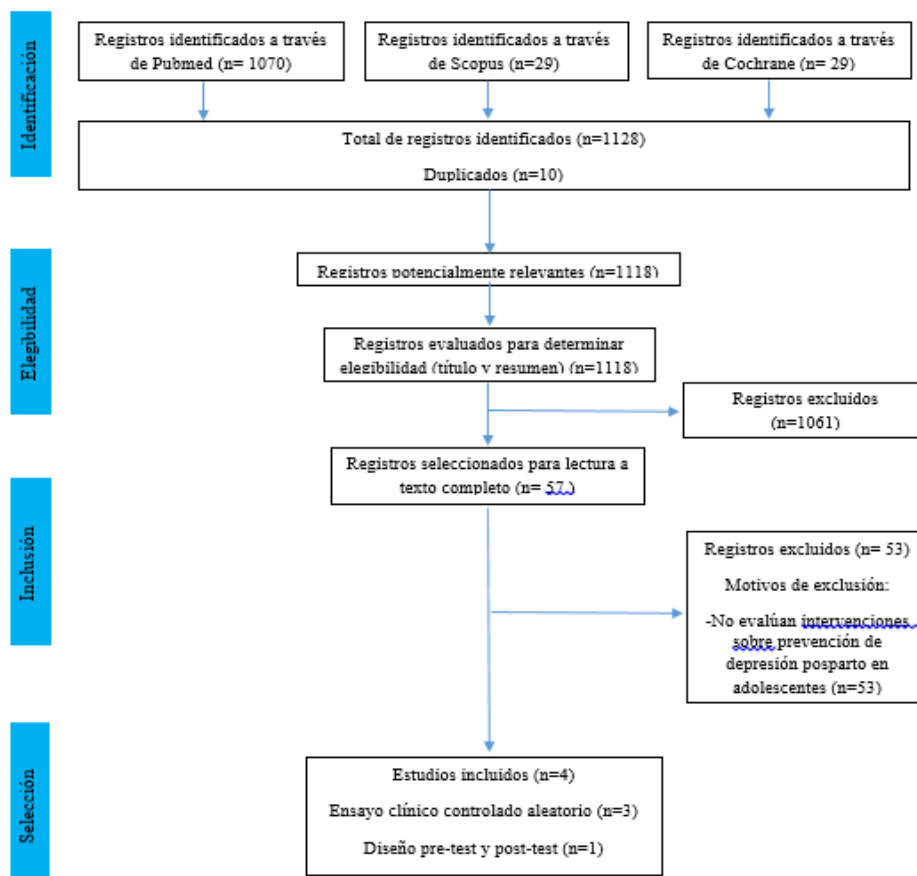 Identificación
Registros identificados a través
de Pubmed (n= 1070)
Registros identificados a través
de Scopus (n=29)
Registros identificados a través
de Cochrane (n= 29)
Total de registros identificados (n=1128)
Duplicados (n=10)
Elegibilidad
Registros potencialmente relevantes (n=1118)
Registros evaluados para determinar
elegibilidad (título y resumen) (n=1118)
Registros excluidos
(n=1061)
Inclusión
Registros seleccionados para lectura a
texto completo (n= 57 )
Registros excluidos (n= 53)
Motivos de exclusión:
-No evalúan intervenciones
sobre prevención de
depresión posparto en
adolescentes (n=53)
Selección
Estudios incluidos (n=4)
Ensayo clínico controlado aleatorio (n=3)
Diseño pre-test y post-test (n=1)